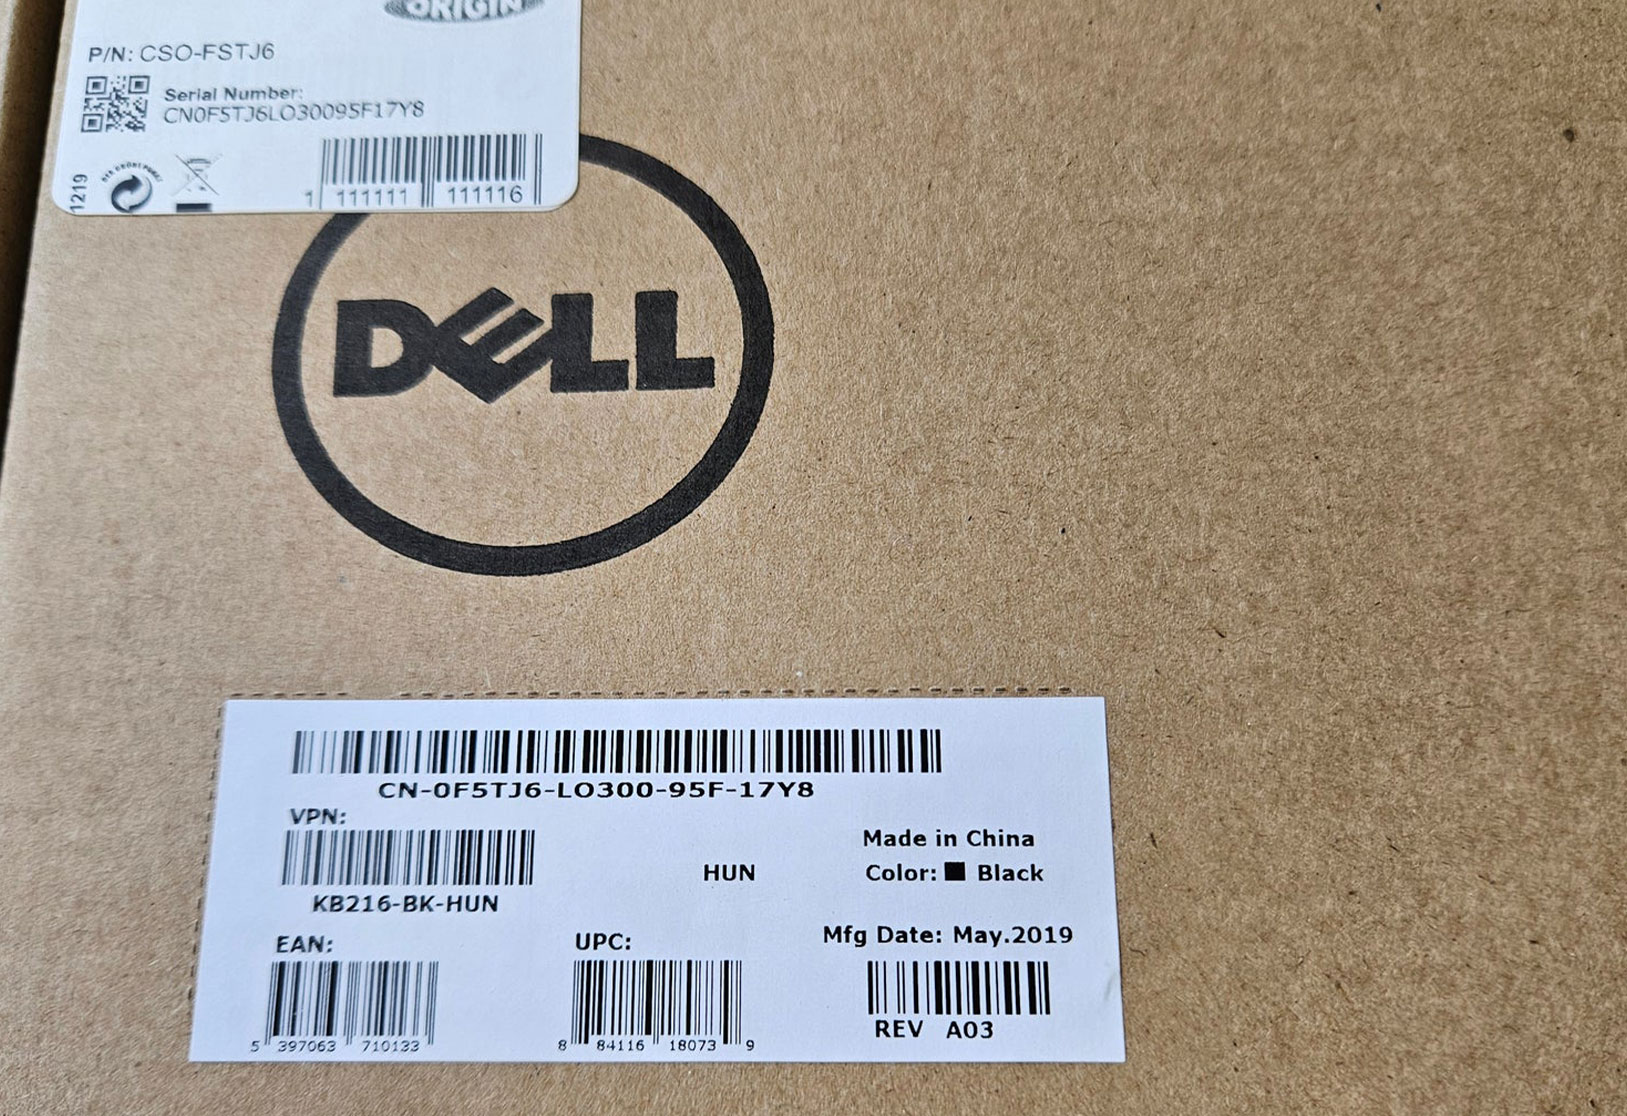 ORIGIN
P/N: CSO-F5TJ6
Serial Number:
CN0F5TJ6LO30095F17Y8
1219
1 111111 111116
DELL
CN-0F5TJ6-LO300-95F-17Y8
VPN:
KB216-BK-HUN
HUN
Made in China
Color: Black
EAN:
5 397063 710133
UPC:
8 84116 18073 9
Mfg Date: May.2019
REV A03